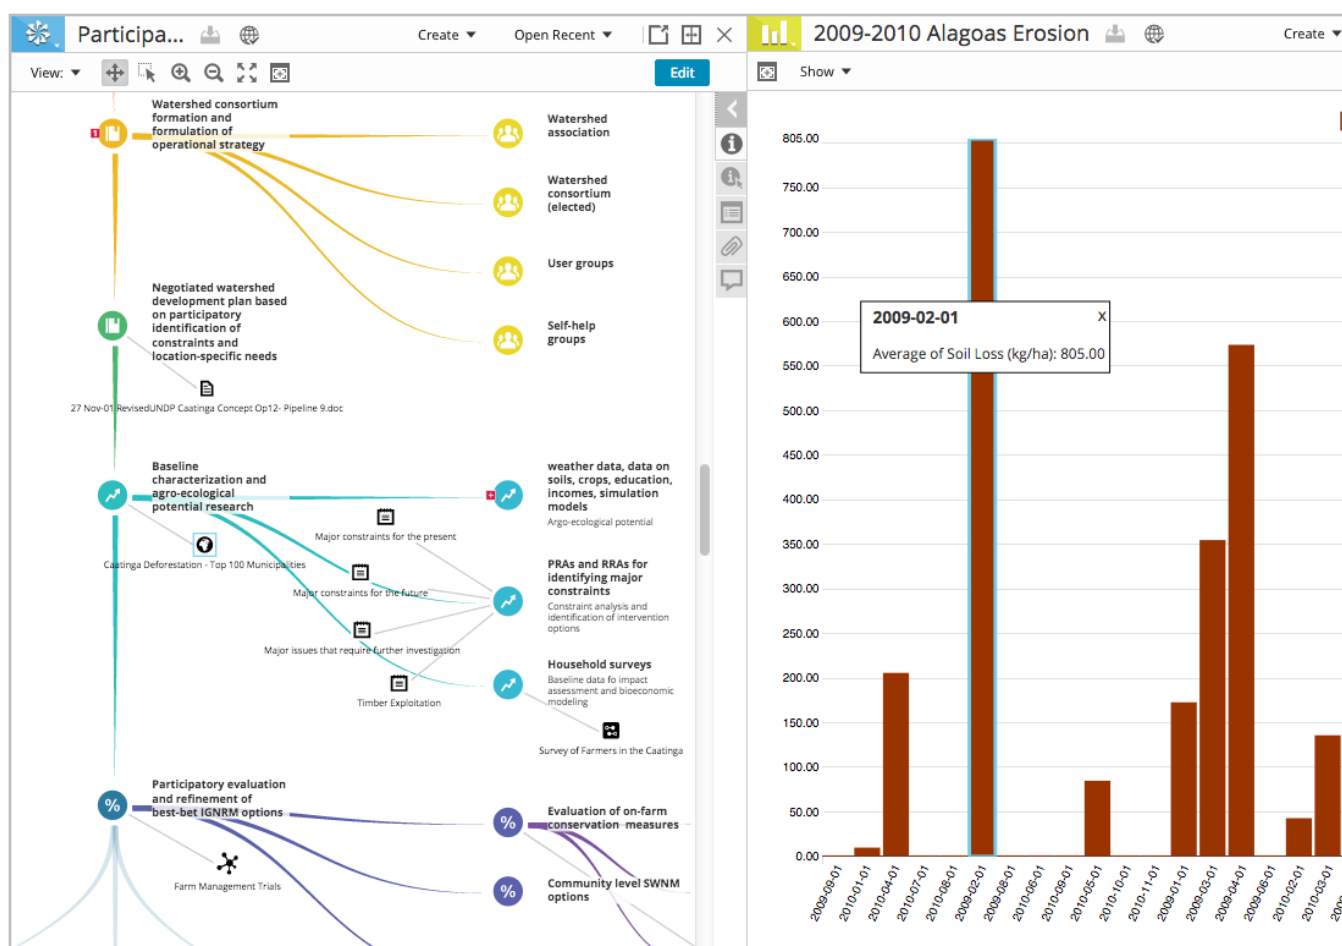 Participa...
Create ▼
Open Recent ▼
View: ▼
Edit
Watershed consortium
formation and
formulation of
operational strategy
1
Watershed
association
Watershed
consortium
(elected)
User groups
Self-help
groups
Negotiated watershed
development plan based
on participatory
identification of
constraints and
location-specific needs
27 Nov-01 RevisedUNDP Caatinga Concept Op12- Pipeline 9.doc
Baseline
characterization and
agro-ecological
potential research
Caatinga Deforestation - Top 100 Municipalities
Major constraints for the present
Major constraints for the future
Major issues that require further investigation
Timber Exploitation
weather data, data on
soils, crops, education,
incomes, simulation
models
Argo-ecological potential
PRAs and RRAs for
identifying major
constraints
Constraint analysis and
identification of intervention
options
Household surveys
Baseline data fo impact
assessment and bioeconomic
modeling
Survey of Farmers in the Caatinga
%
Participatory evaluation
and refinement of
best-bet IGNRM options
Farm Management Trials
%
Evaluation of on-farm
conservation measures
%
Community level SWNM
options
2009-2010 Alagoas Erosion
Create ▼
Show ▼
805.00
750.00
700.00
650.00
600.00
550.00
500.00
450.00
400.00
350.00
300.00
250.00
200.00
150.00
100.00
50.00
0.00
2009-02-01 X
Average of Soil Loss (kg/ha): 805.00
2009-09-01
2010-01-01
2010-04-01
2010-07-01
2010-08-01
2009-02-01
2009-08-01
2010-06-01
2010-09-01
2010-05-01
2010-10-01
2010-11-01
2009-01-01
2009-03-01
2009-04-01
2009-06-01
2010-02-01
2010-03-01